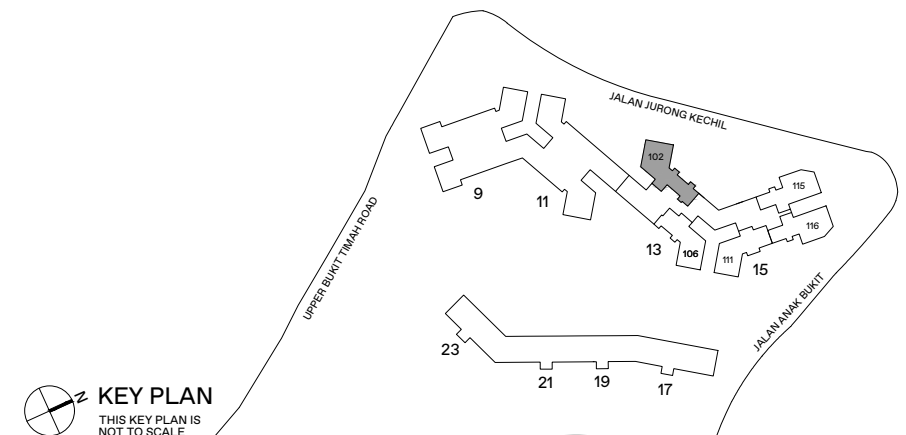 JALAN JURONG KECHIL
102
115
9
11
116
13
106
111
15
UPPER BUKIT TIMAH ROAD
JALAN ANAK BUKIT
23
21
19
17
N
KEY PLAN
THIS KEY PLAN IS
NOT TO SCALE